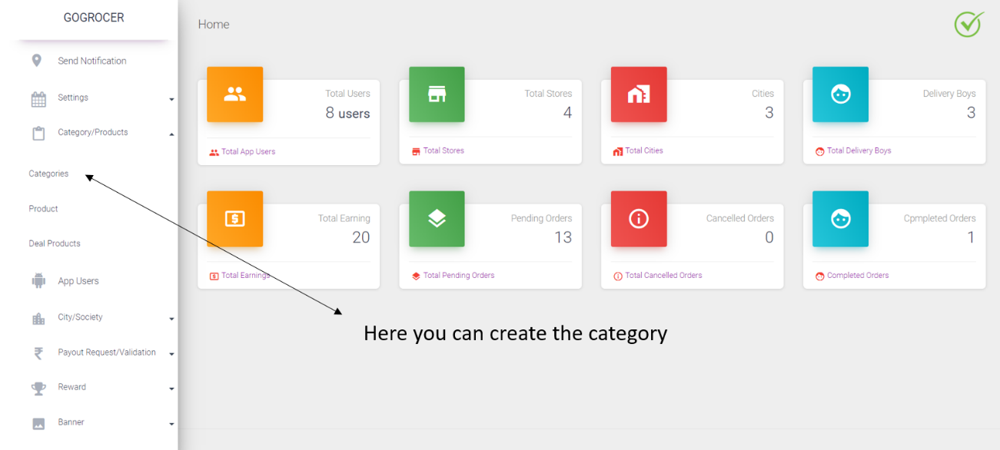 GOGROCER
Home
Send Notification
Settings
Category/Products
Categories
Product
Deal Products
App Users
City/Society
Payout Request/Validation
Reward
Banner
Total Users
8 users
Total App Users
Total Stores
4
Total Stores
Cities
3
Total Cities
Delivery Boys
3
Total Delivery Boys
Total Earning
20
Total Earnings
Pending Orders
13
Total Pending Orders
Cancelled Orders
0
Total Cancelled Orders
Cpmpleted Orders
1
Completed Orders
Here you can create the category